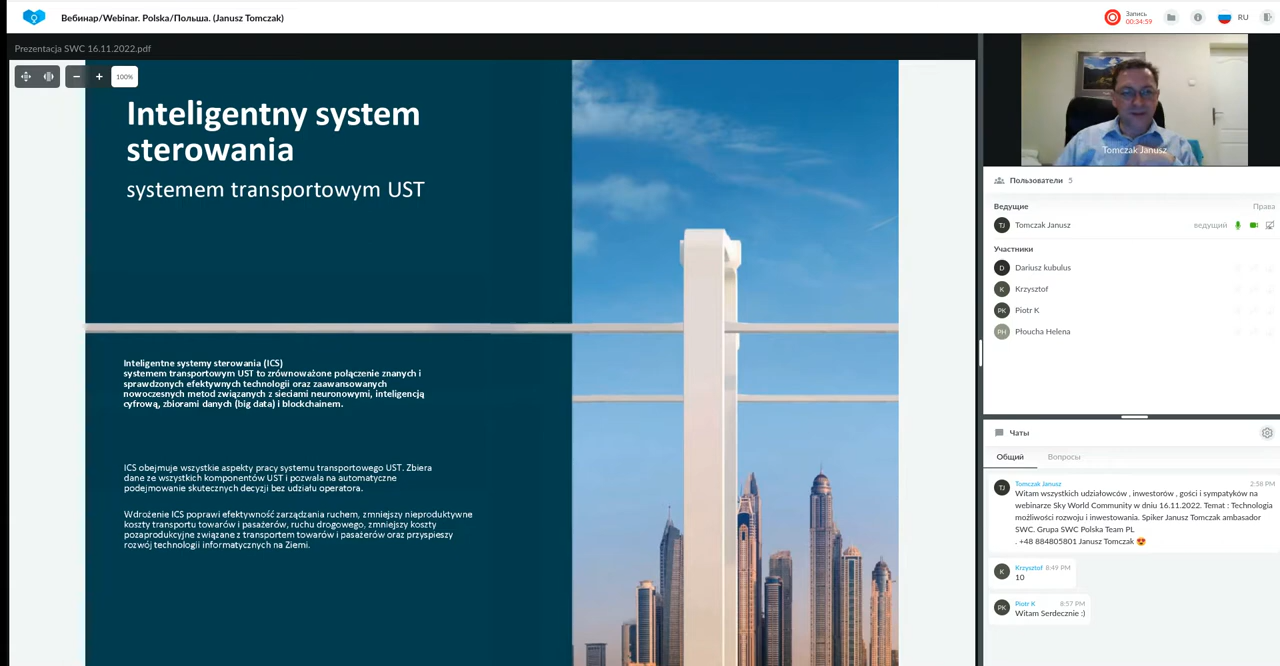 Вебинар/Webinar. Polska/Польша. (Janusz Tomczak)
Запись
00:34:59
RU
Prezentacja SWC 16.11.2022.pdf
100%
Inteligentny system
sterowania
systemem transportowym UST
Inteligentne systemy sterowania (ICS)
systemem transportowym UST to zrównoważone połączenie znanych i
sprawdzonych efektywnych technologii oraz zaawansowanych
nowoczesnych metod związanych z sieciami neuronowymi, inteligencją
cyfrową, zbiorami danych (big data) i blockchainem.
ICS obejmuje wszystkie aspekty pracy systemu transportowego UST. Zbiera
dane ze wszystkich komponentów UST i pozwala na automatyczne
podejmowanie skutecznych decyzji bez udziału operatora.
Wdrożenie ICS poprawi efektywność zarządzania ruchem, zmniejszy nieproduktywne
koszty transportu towarów i pasażerów, ruchu drogowego, zmniejszy koszty
pozaprodukcyjne związane z transportem towarów i pasażerów oraz przyspieszy
rozwój technologii informatycznych na Ziemi.
Tomczak Janusz
Пользователи 5
Ведущие Права
TJ Tomczak Janusz ведущий
Участники
D Dariusz kubulus
K Krzysztof
PK Piotr K
PH Płoucha Helena
Чаты
Общий Вопросы
TJ Tomczak Janusz 2:58 PM
Witam wszystkich udziałowców , inwestorów , gości i sympatyków na
webinarze Sky World Community w dniu 16.11.2022. Temat : Technologia
możliwości rozwoju i inwestowania. Spiker Janusz Tomczak ambasador
SWC. Grupa SWC Polska Team PL
. +48 884805801 Janusz Tomczak 😍
K Krzysztof 8:49 PM
10
PK Piotr K 8:57 PM
Witam Serdecznie :)